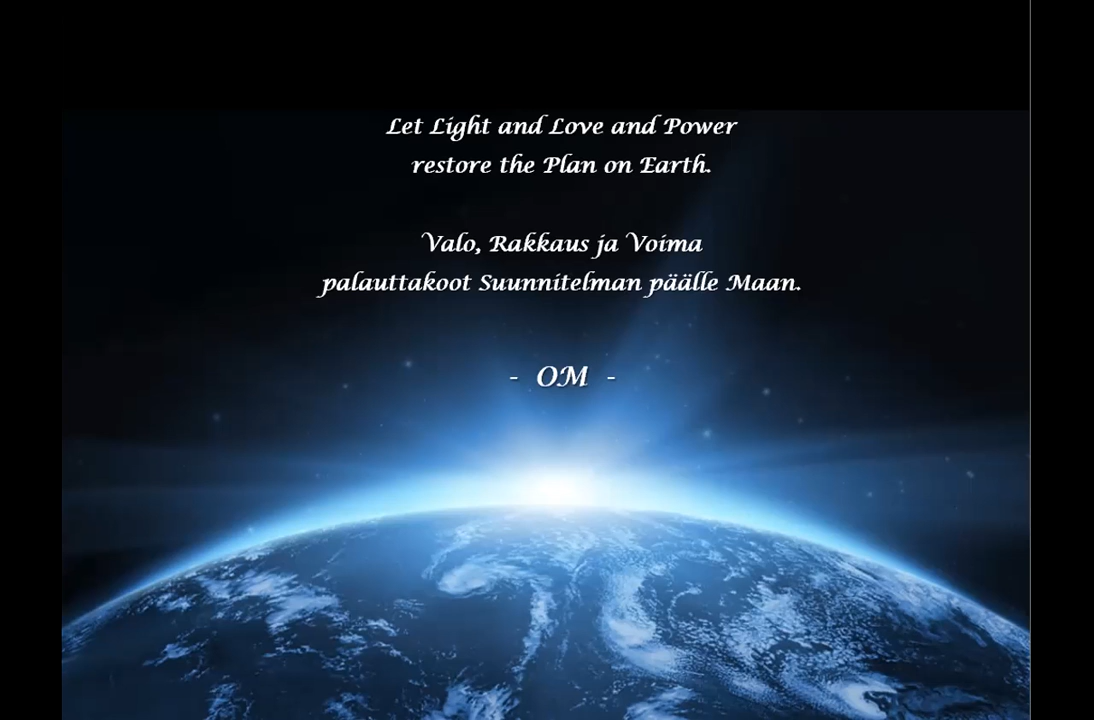 Let Light and Love and Power
restore the Plan on Earth.
Valo, Rakkaus ja Voima
palauttakoot Suunnitelman päälle Maan.
- OM -